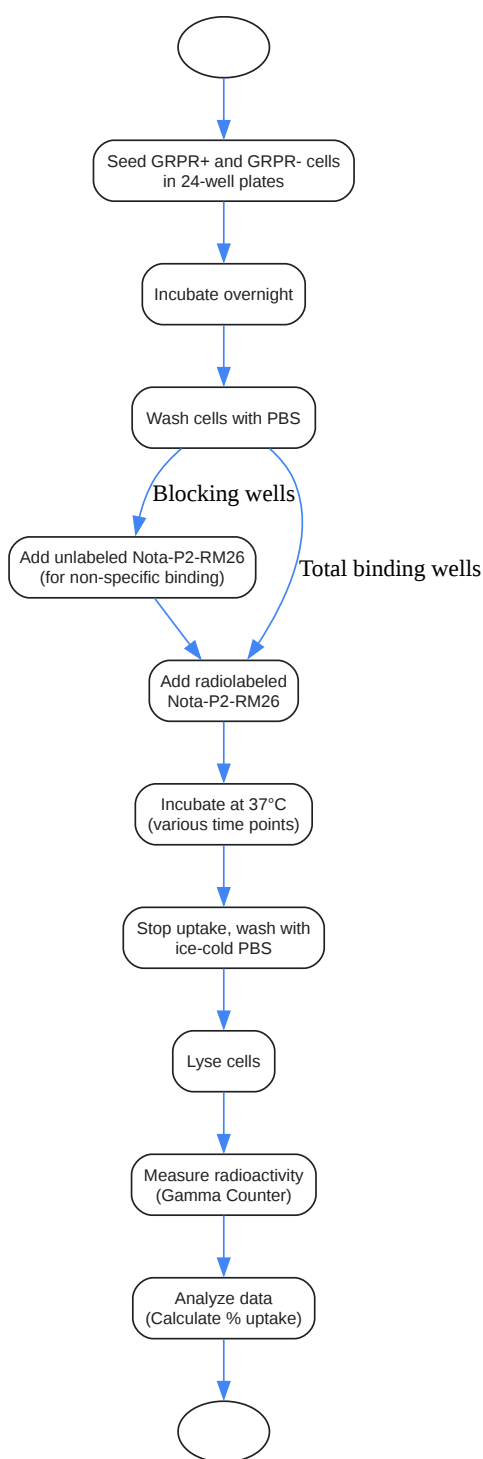 Seed GRPR+ and GRPR- cells
in 24-well plates
Incubate overnight
Wash cells with PBS
Blocking wells
Add unlabeled Nota-P2-RM26
(for non-specific binding)
Total binding wells
Add radiolabeled
Nota-P2-RM26
Incubate at 37°C
(various time points)
Stop uptake, wash with
ice-cold PBS
Lyse cells
Measure radioactivity
(Gamma Counter)
Analyze data
(Calculate % uptake)